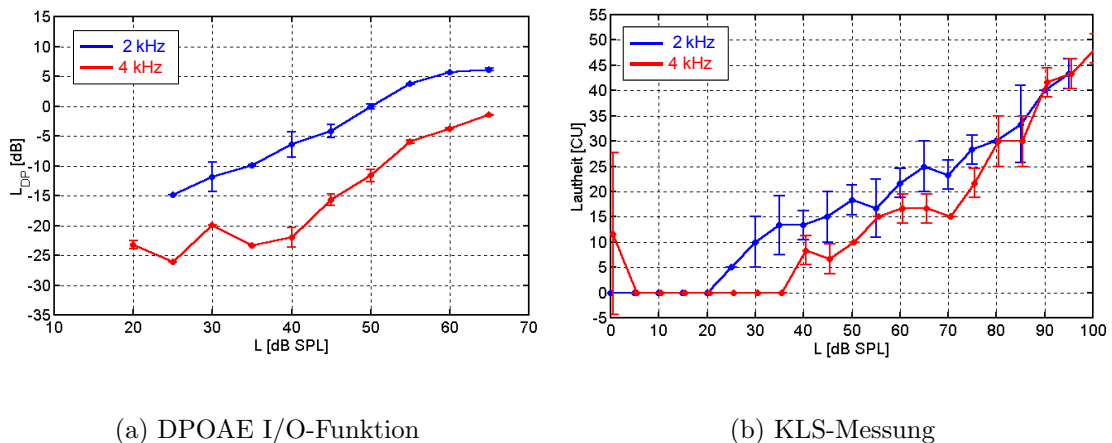 15
10
5
0
-5
-10
-15
-20
-25
-30
-35
L_DP [dB]
2 kHz
4 kHz
10 20 30 40 50 60 70
L [dB SPL]
(a) DPOAE I/O-Funktion
55
50
45
40
35
30
25
20
15
10
5
0
-5
Lautheit [CU]
2 kHz
4 kHz
0 10 20 30 40 50 60 70 80 90 100
L [dB SPL]
(b) KLS-Messung